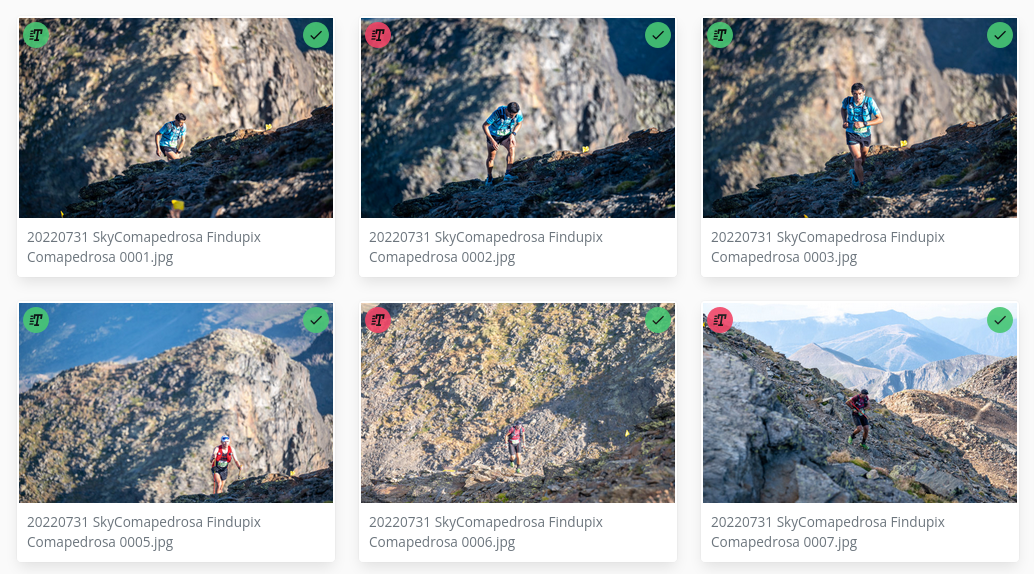 20220731 SkyComapedrosa Findupix
Comapedrosa 0001.jpg
20220731 SkyComapedrosa Findupix
Comapedrosa 0002.jpg
20220731 SkyComapedrosa Findupix
Comapedrosa 0003.jpg
20220731 SkyComapedrosa Findupix
Comapedrosa 0005.jpg
20220731 SkyComapedrosa Findupix
Comapedrosa 0006.jpg
20220731 SkyComapedrosa Findupix
Comapedrosa 0007.jpg